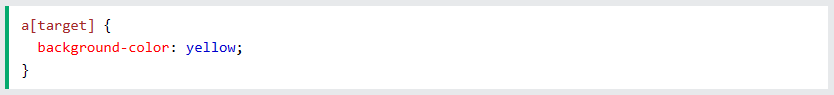 a[target] {
  background-color: yellow;
}